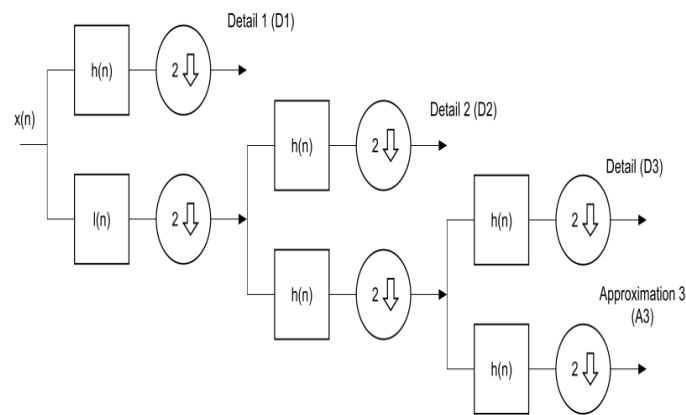 Detail 1 (D1)
h(n)
2
x(n)
Detail 2 (D2)
h(n)
2
Detail (D3)
l(n)
2
h(n)
2
h(n)
2
Approximation 3
(A3)
h(n)
2